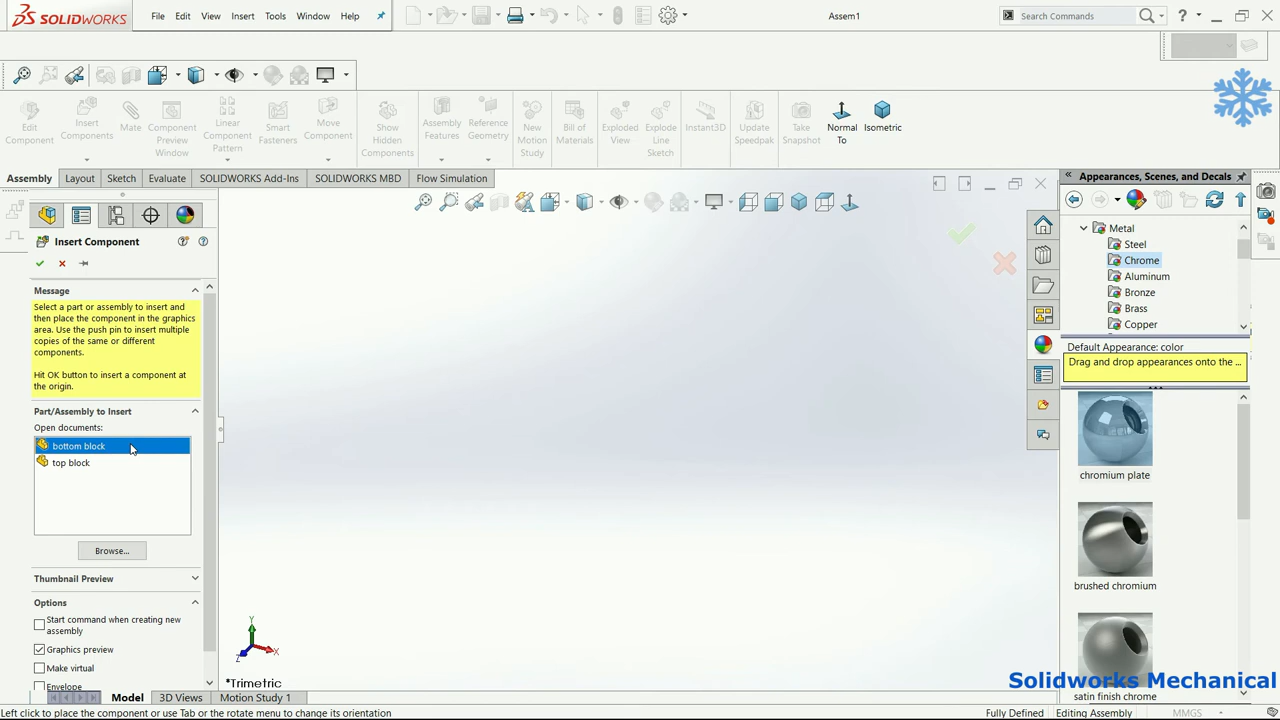 SOLIDWORKS
File Edit View Insert Tools Window Help
Assem1
Search Commands
Edit Component
Insert Components
Mate
Component Preview Window
Linear Component Pattern
Smart Fasteners
Move Component
Show Hidden Components
Assembly Features
Reference Geometry
New Motion Study
Bill of Materials
Exploded View
Explode Line Sketch
Instant3D
Update Speedpak
Take Snapshot
Normal To
Isometric
Assembly Layout Sketch Evaluate SOLIDWORKS Add-Ins SOLIDWORKS MBD Flow Simulation
Insert Component
Message
Select a part or assembly to insert and
then place the component in the graphics
area. Use the push pin to insert multiple
copies of the same or different
components.
Hit OK button to insert a component at
the origin.
Part/Assembly to Insert
Open documents:
bottom block
top block
Browse...
Thumbnail Preview
Options
Start command when creating new
assembly
Graphics preview
Make virtual
Envelope
Y
X
Z
*Trimetric
Appearances, Scenes, and Decals
Metal
Steel
Chrome
Aluminum
Bronze
Brass
Copper
Default Appearance: color
Drag and drop appearances onto the ...
chromium plate
brushed chromium
satin finish chrome
Solidworks Mechanical
Model 3D Views Motion Study 1
Left click to place the component or use Tab or the rotate menu to change its orientation
Fully Defined Editing Assembly MMGS